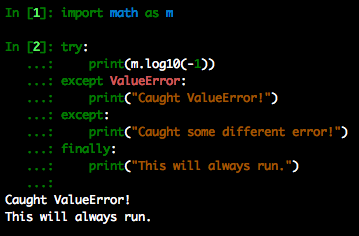 In [1]: import math as m

In [2]: try:
   ...:     print(m.log10(-1))
   ...: except ValueError:
   ...:     print("Caught ValueError!")
   ...: except:
   ...:     print("Caught some different error!")
   ...: finally:
   ...:     print("This will always run.")
   ...:
Caught ValueError!
This will always run.